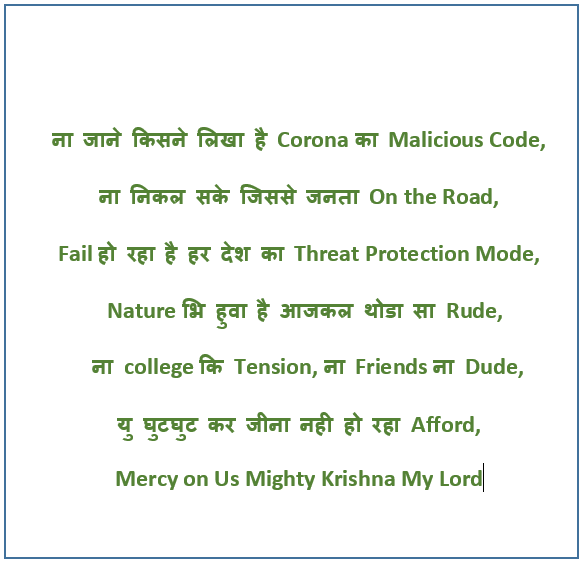 ना जाने किसने लिखा है Corona का Malicious Code,
ना निकल सके जिससे जनता On the Road,
Fail हो रहा है हर देश का Threat Protection Mode,
Nature भि हुवा है आजकल थोडा सा Rude,
ना college कि Tension, ना Friends ना Dude,
यु घुटघुट कर जीना नही हो रहा Afford,
Mercy on Us Mighty Krishna My Lord